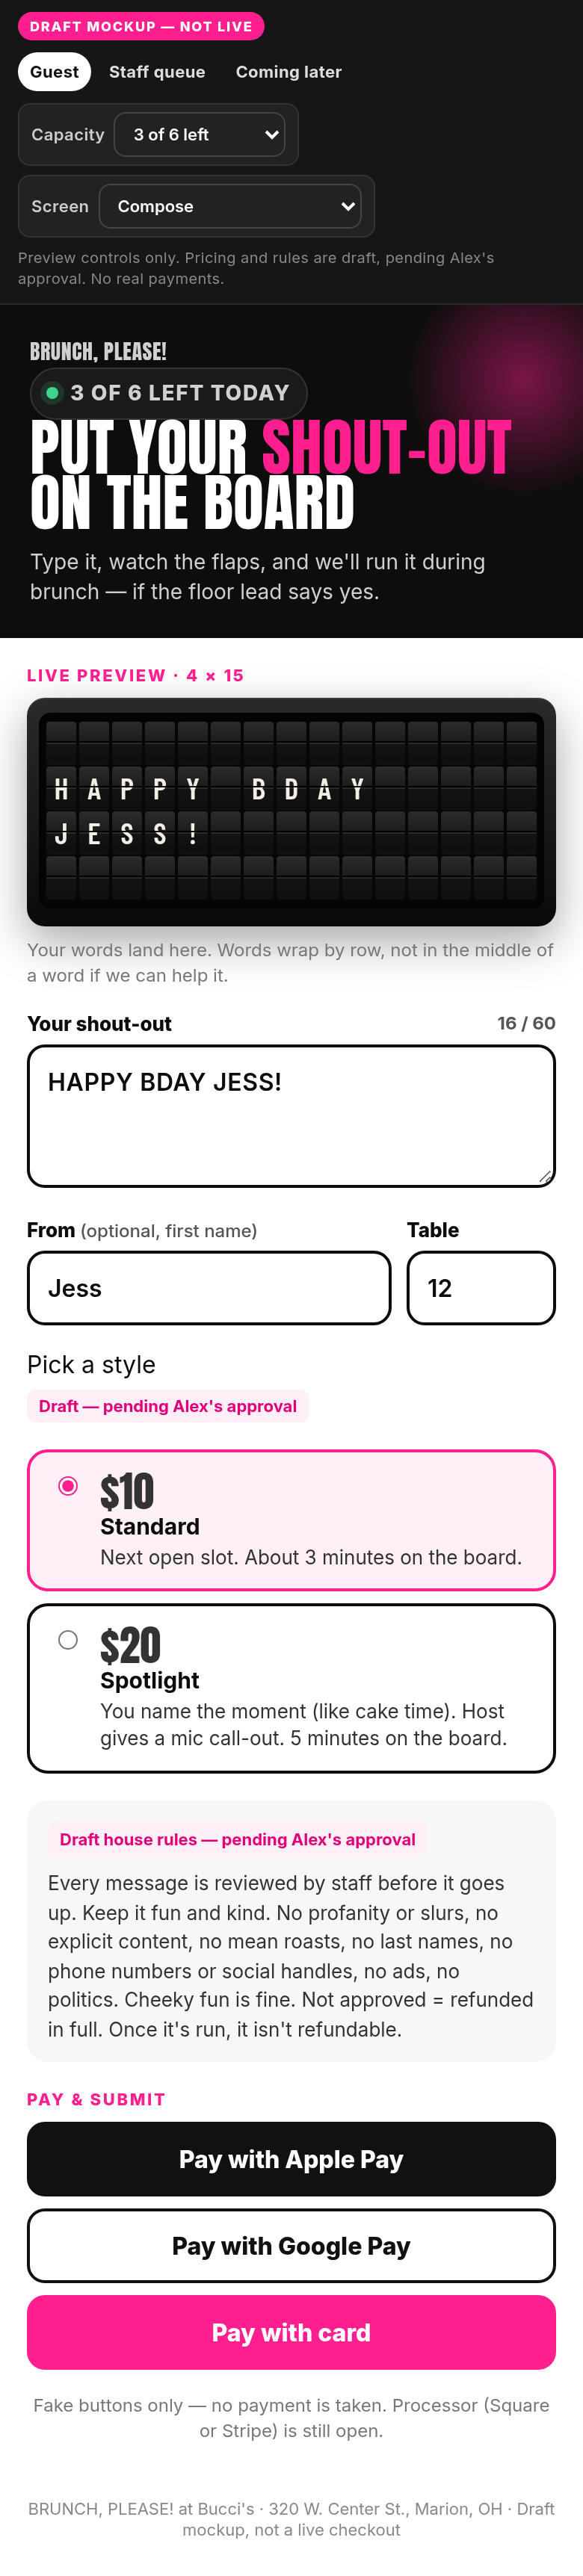 DRAFT MOCKUP — NOT LIVE
Guest Staff queue Coming later
Capacity 3 of 6 left
Screen Compose
Preview controls only. Pricing and rules are draft, pending Alex's
approval. No real payments.
BRUNCH, PLEASE!
3 OF 6 LEFT TODAY
PUT YOUR SHOUT-OUT
ON THE BOARD
Type it, watch the flaps, and we'll run it during
brunch — if the floor lead says yes.
LIVE PREVIEW · 4 × 15
HAPPY BDAY
JESS!
Your words land here. Words wrap by row, not in the middle of
a word if we can help it.
Your shout-out 16 / 60
HAPPY BDAY JESS!
From (optional, first name) Table
Jess 12
Pick a style
Draft — pending Alex's approval
$10
Standard
Next open slot. About 3 minutes on the board.
$20
Spotlight
You name the moment (like cake time). Host
gives a mic call-out. 5 minutes on the board.
Draft house rules — pending Alex's approval
Every message is reviewed by staff before it goes
up. Keep it fun and kind. No profanity or slurs, no
explicit content, no mean roasts, no last names, no
phone numbers or social handles, no ads, no
politics. Cheeky fun is fine. Not approved = refunded
in full. Once it's run, it isn't refundable.
PAY & SUBMIT
Pay with Apple Pay
Pay with Google Pay
Pay with card
Fake buttons only — no payment is taken. Processor (Square
or Stripe) is still open.
BRUNCH, PLEASE! at Bucci's · 320 W. Center St., Marion, OH · Draft
mockup, not a live checkout